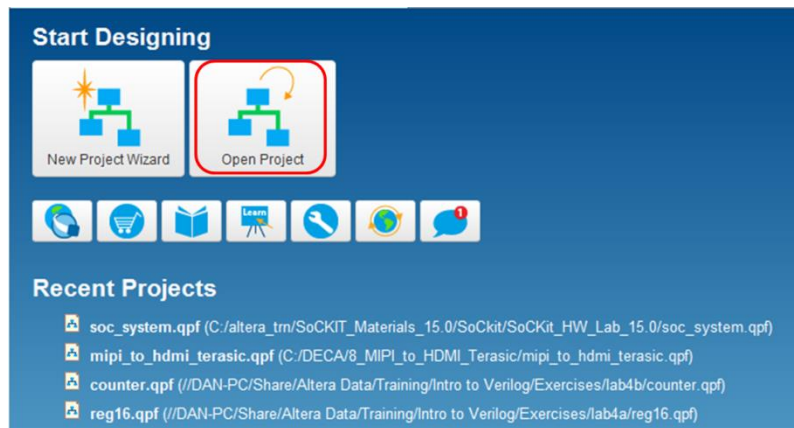 Start Designing
New Project Wizard
Open Project
Learn
1
Recent Projects
soc_system.qpf (C:/altera_trn/SoCKIT_Materials_15.0/SoCkit/SoCKit_HW_Lab_15.0/soc_system.qpf)
mipi_to_hdmi_terasic.qpf (C:/DECA/8_MIPI_to_HDMI_Terasic/mipi_to_hdmi_terasic.qpf)
counter.qpf (//DAN-PC/Share/Altera Data/Training/Intro to Verilog/Exercises/lab4b/counter.qpf)
reg16.qpf (//DAN-PC/Share/Altera Data/Training/Intro to Verilog/Exercises/lab4a/reg16.qpf)